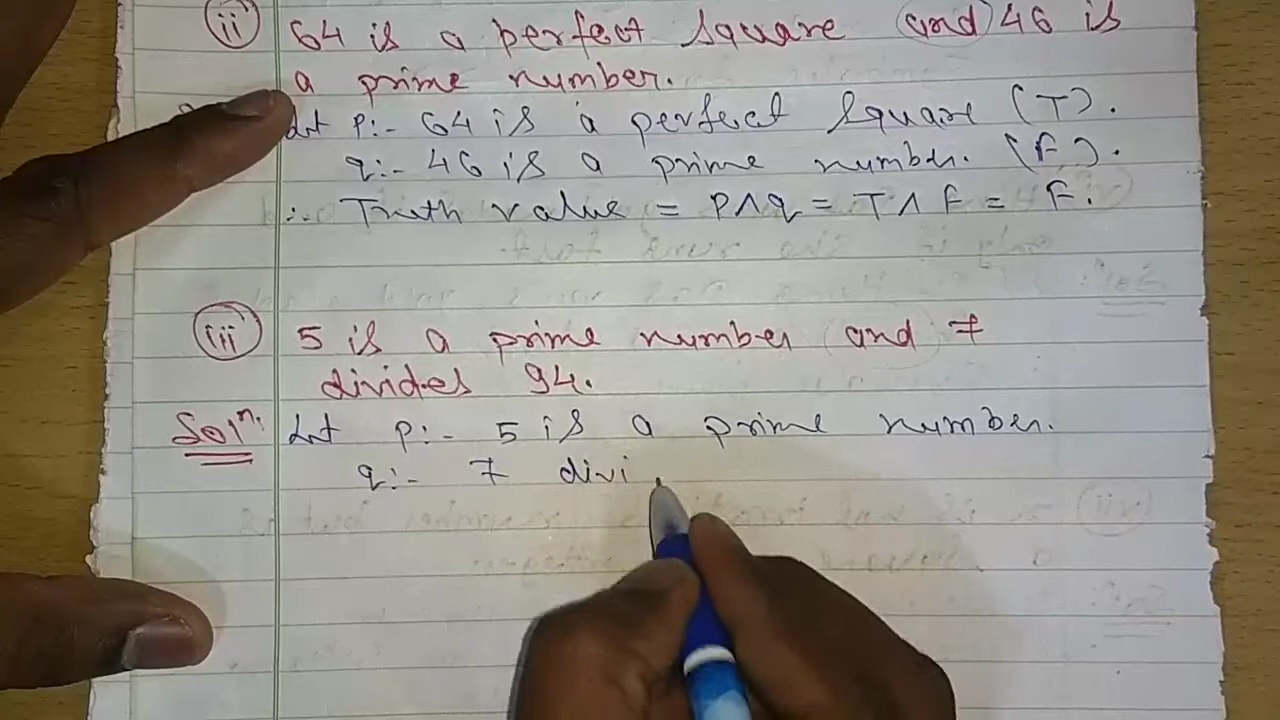 (ii) 64 is a perfect square and 46 is
a prime number.
Let p:- 64 is a perfect square (T).
q:- 46 is a prime number. (F).
∴ Truth value = p∧q = T∧F = F.
(iii) 5 is a prime number and 7
divides 94.
Solⁿ. Let p:- 5 is a prime number.
q:- 7 divi